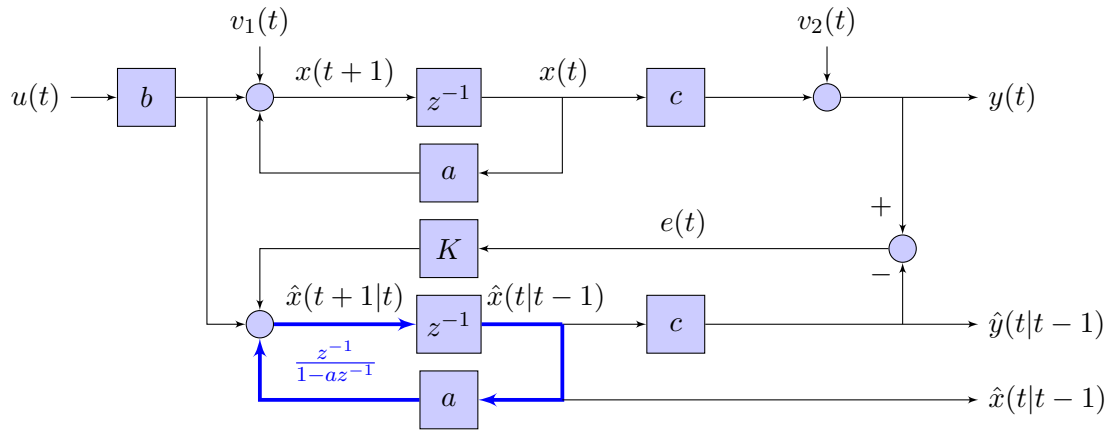 v₁(t) v₂(t)
u(t) b x(t + 1) z⁻¹ x(t) c y(t)
a
+
K e(t)
−
x̂(t + 1|t) z⁻¹ x̂(t|t − 1) c ŷ(t|t − 1)
z⁻¹/(1−az⁻¹)
a x̂(t|t − 1)